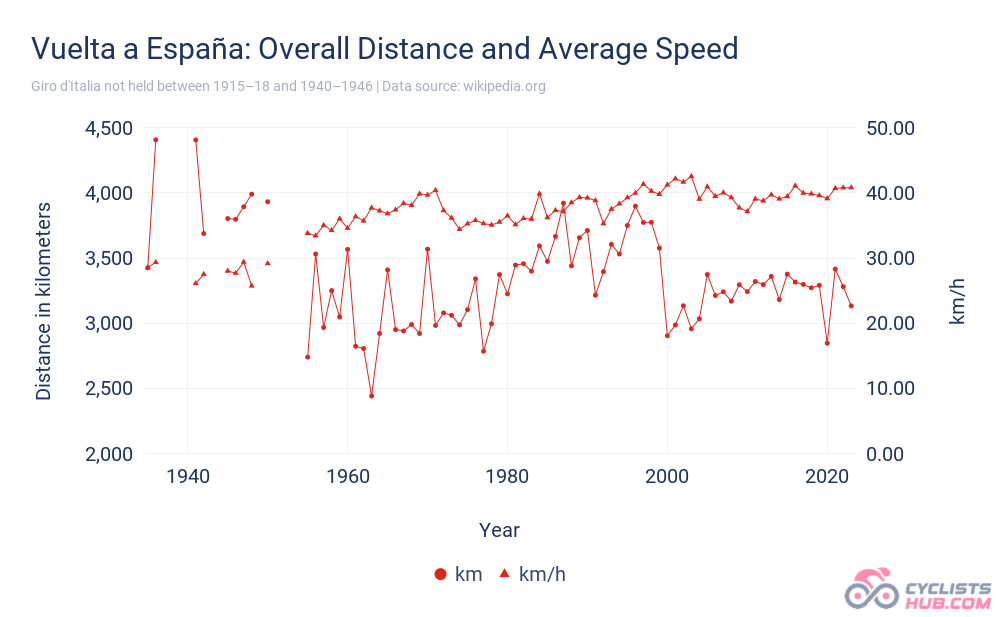 Vuelta a España: Overall Distance and Average Speed
Giro d'Italia not held between 1915–18 and 1940–1946 | Data source: wikipedia.org
4,500
4,000
3,500
3,000
2,500
2,000
Distance in kilometers
50.00
40.00
30.00
20.00
10.00
0.00
km/h
1940
1960
1980
2000
2020
Year
km
km/h
CYCLISTS
HUB.COM